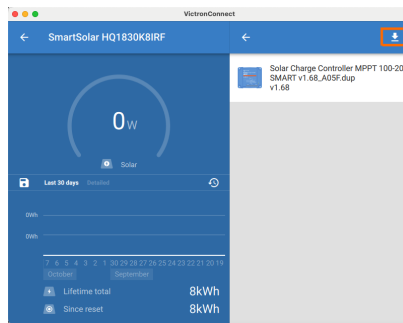 VictronConnect
SmartSolar HQ1830K8IRF
0W
Solar
Last 30 days Detailed
0Wh
0Wh
7 6 5 4 3 2 1 30 29 28 27 26 25 24 23 22 21 20 19
October September
Lifetime total 8kWh
Since reset 8kWh
Solar Charge Controller MPPT 100-20
SMART v1.68_A05F.dup
v1.68